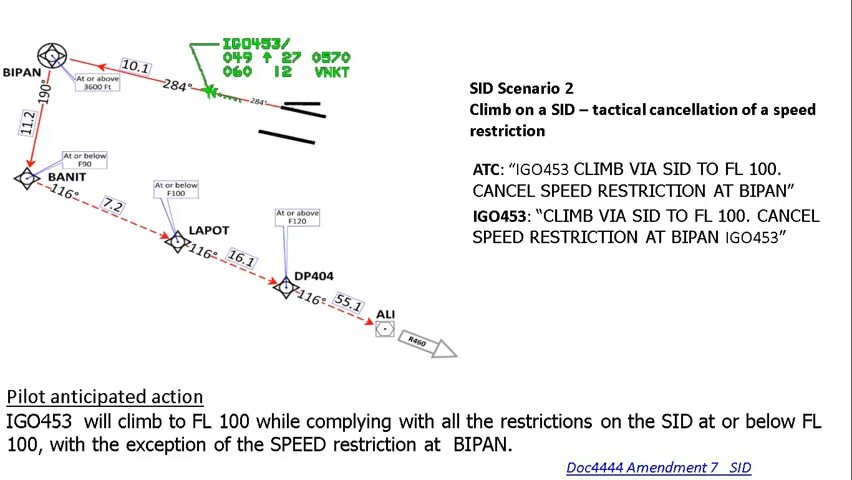 IGO453/
049 ↑ 27 0570
060 12 VNKT
BIPAN
10.1
At or above
3600 Ft
284°
284°
190°
11.2
SID Scenario 2
Climb on a SID – tactical cancellation of a speed
restriction
ATC: “IGO453 CLIMB VIA SID TO FL 100.
CANCEL SPEED RESTRICTION AT BIPAN”
IGO453: “CLIMB VIA SID TO FL 100. CANCEL
SPEED RESTRICTION AT BIPAN IGO453”
At or below
F90
BANIT
116°
7.2
At or below
F100
LAPOT
116°
16.1
At or above
F120
DP404
116°
55.1
ALI
R460
Pilot anticipated action
IGO453 will climb to FL 100 while complying with all the restrictions on the SID at or below FL
100, with the exception of the SPEED restriction at BIPAN.
Doc4444 Amendment 7 SID